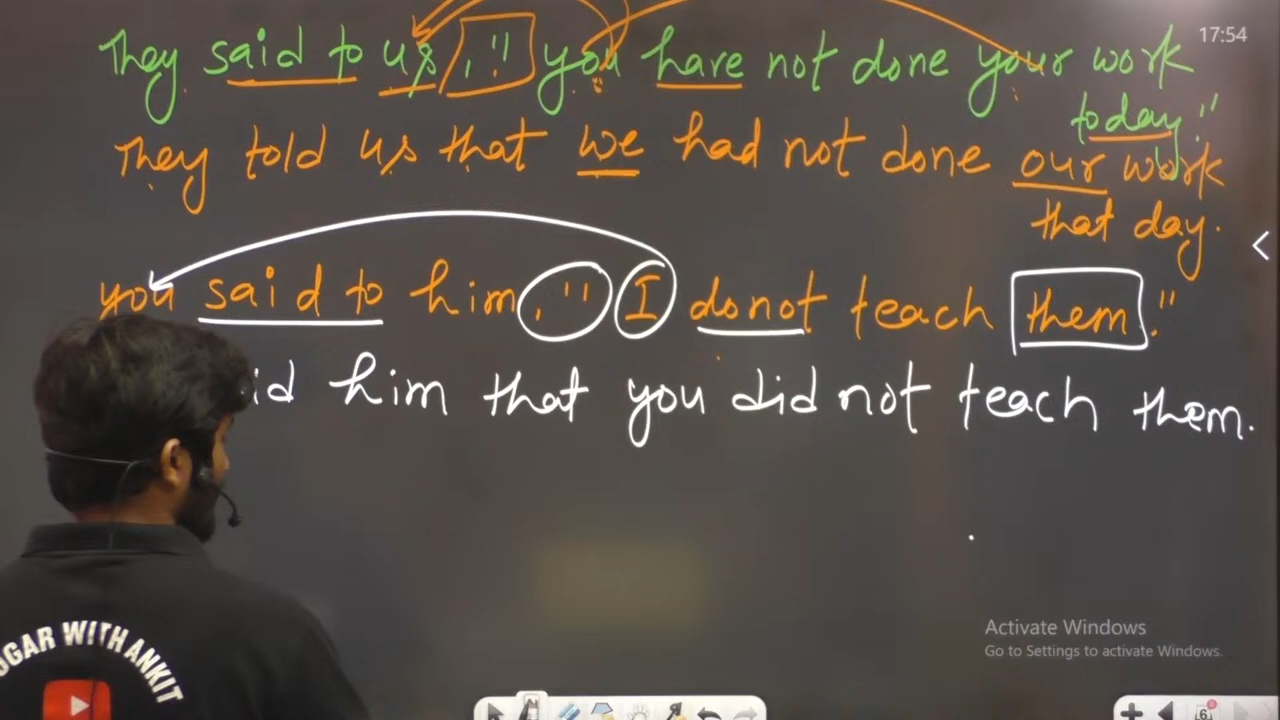 17:54
They said to us, " you have not done your work
today."
They told us that we had not done our work
that day.
you said to him, " I do not teach them."
him that you did not teach them.
Activate Windows
Go to Settings to activate Windows.
WITH ANKIT
6